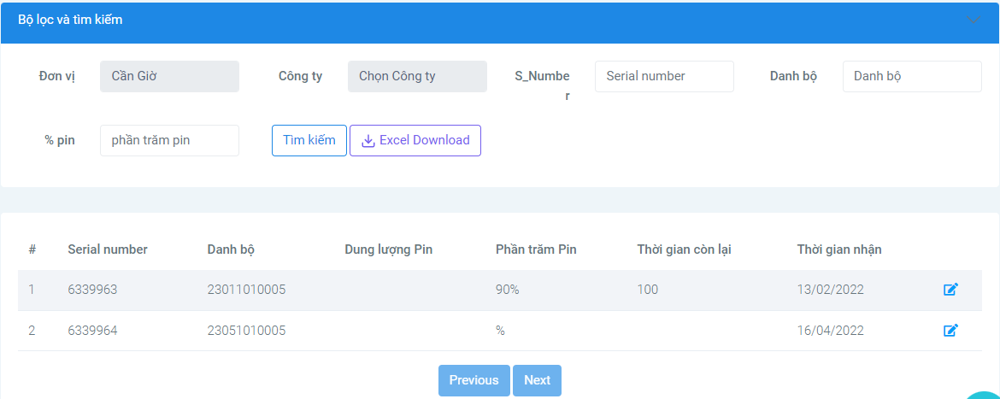 Bộ lọc và tìm kiếm
Đơn vị Cần Giờ Công ty Chọn Công ty S_Numbe Serial number Danh bộ Danh bộ
r
% pin phần trăm pin Tìm kiếm Excel Download
# Serial number Danh bộ Dung lượng Pin Phần trăm Pin Thời gian còn lại Thời gian nhận
1 6339963 23011010005 90% 100 13/02/2022
2 6339964 23051010005 % 16/04/2022
Previous Next